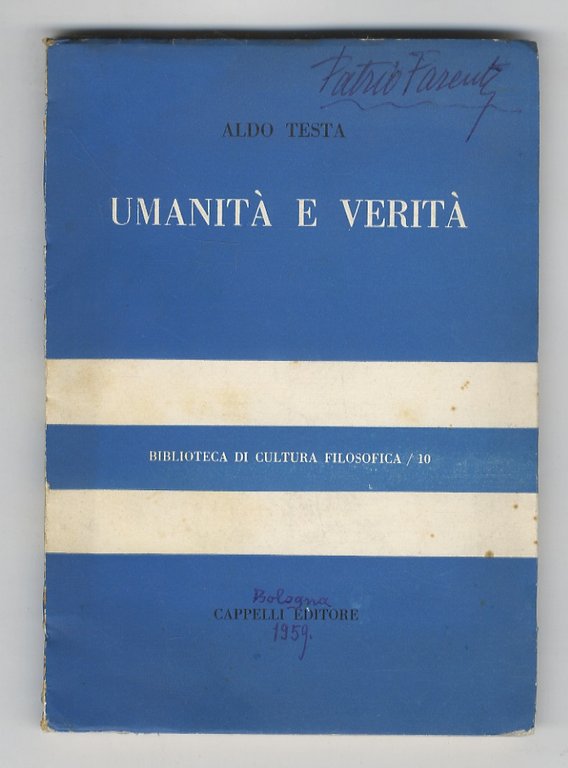 ALDO TESTA
UMANITÀ E VERITÀ
BIBLIOTECA DI CULTURA FILOSOFICA / 10
Bologna
CAPPELLI EDITORE
1959.